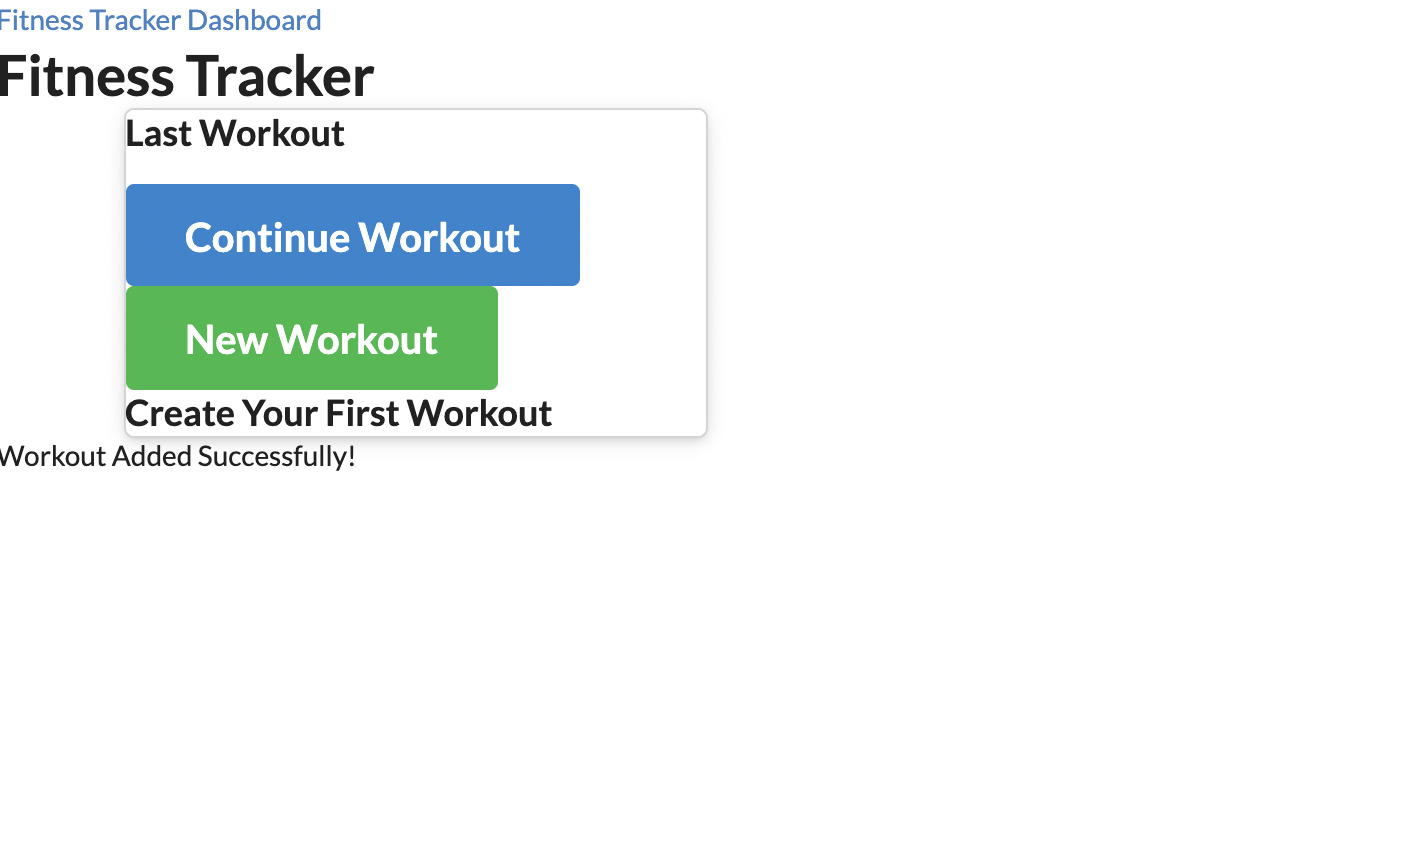 Fitness Tracker Dashboard
Fitness Tracker
Last Workout
Continue Workout
New Workout
Create Your First Workout
Workout Added Successfully!